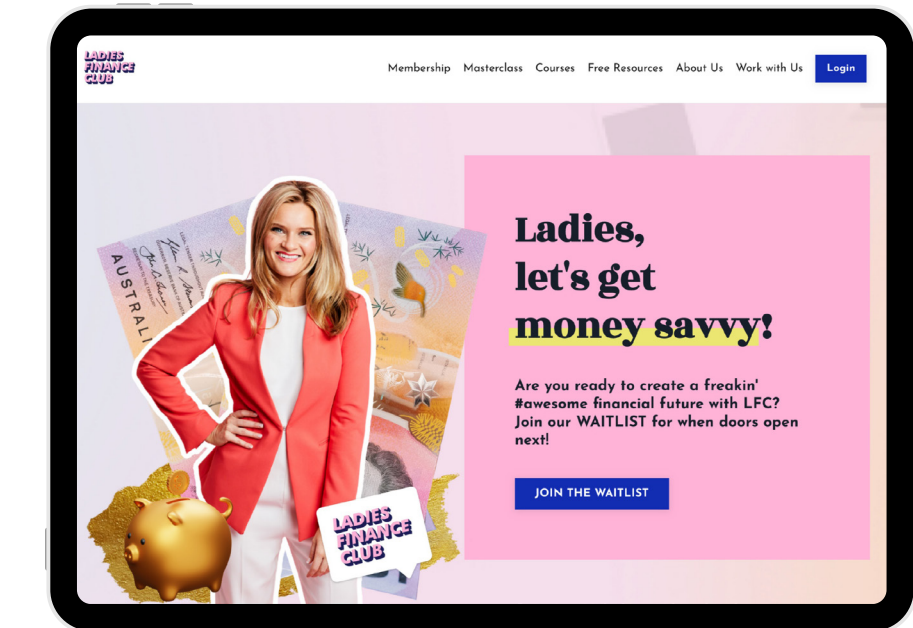 LADIES
FINANCE
CLUB
Membership Masterclass Courses Free Resources About Us Work with Us Login
Ladies,
let's get
money savvy!
Are you ready to create a freakin'
#awesome financial future with LFC?
Join our WAITLIST for when doors open
next!
JOIN THE WAITLIST
AUSTRALI
LADIES
FINANCE
CLUB